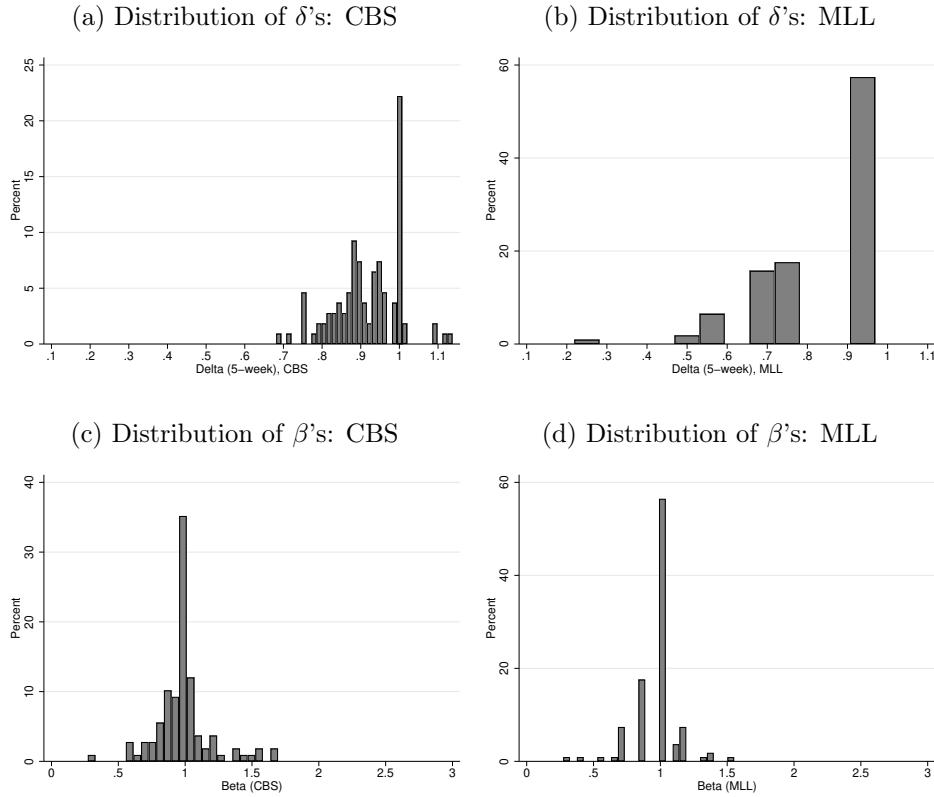 (a) Distribution of δ's: CBS
(b) Distribution of δ's: MLL
25
20
15
10
5
0
Percent
.1 .2 .3 .4 .5 .6 .7 .8 .9 1 1.1
Delta (5-week), CBS
60
40
20
0
Percent
.1 .2 .3 .4 .5 .6 .7 .8 .9 1 1.1
Delta (5-week), MLL
(c) Distribution of β's: CBS
(d) Distribution of β's: MLL
40
30
20
10
0
Percent
0 .5 1 1.5 2 2.5 3
Beta (CBS)
60
40
20
0
Percent
0 .5 1 1.5 2 2.5 3
Beta (MLL)